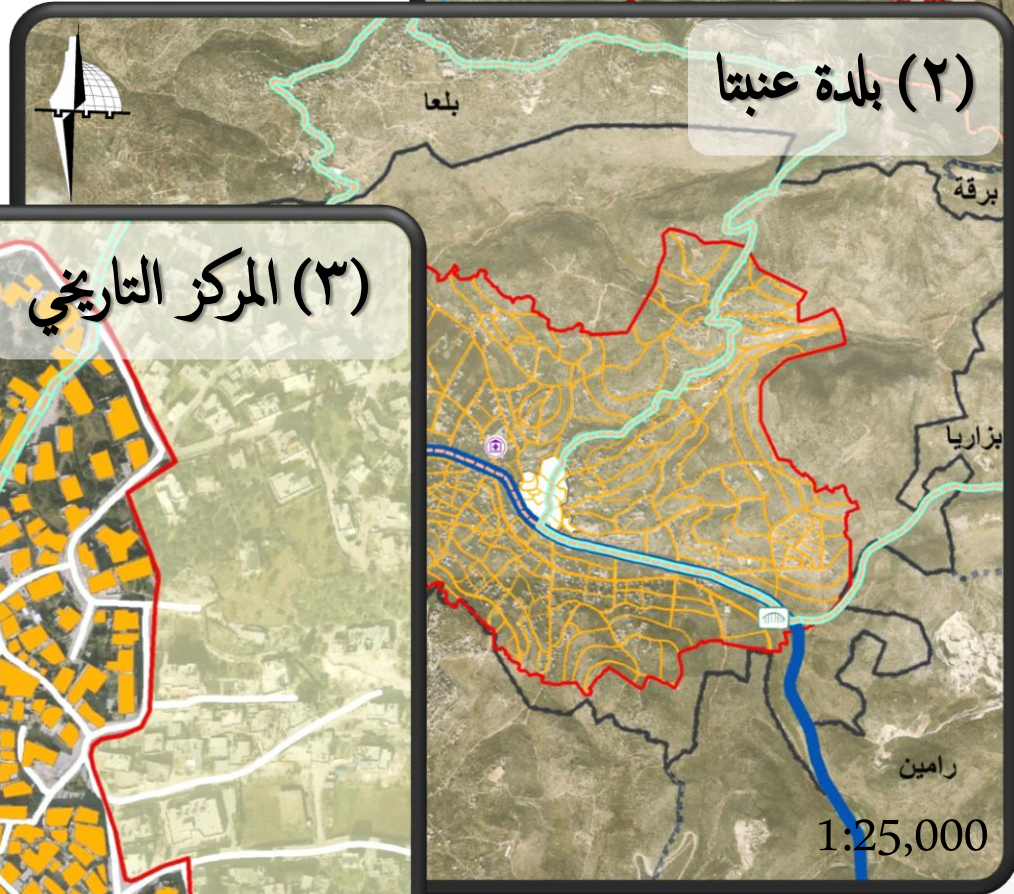 (٢) بلدة عنبتا
بلعا
برقة
(٣) المركز التاريخي
بزاريا
رامين
1:25,000